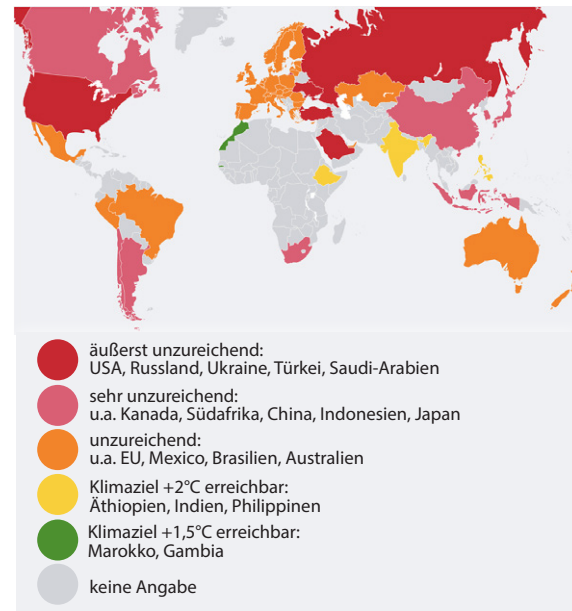 äußerst unzureichend:
USA, Russland, Ukraine, Türkei, Saudi-Arabien
sehr unzureichend:
u.a. Kanada, Südafrika, China, Indonesien, Japan
unzureichend:
u.a. EU, Mexico, Brasilien, Australien
Klimaziel +2°C erreichbar:
Äthiopien, Indien, Philippinen
Klimaziel +1,5°C erreichbar:
Marokko, Gambia
keine Angabe